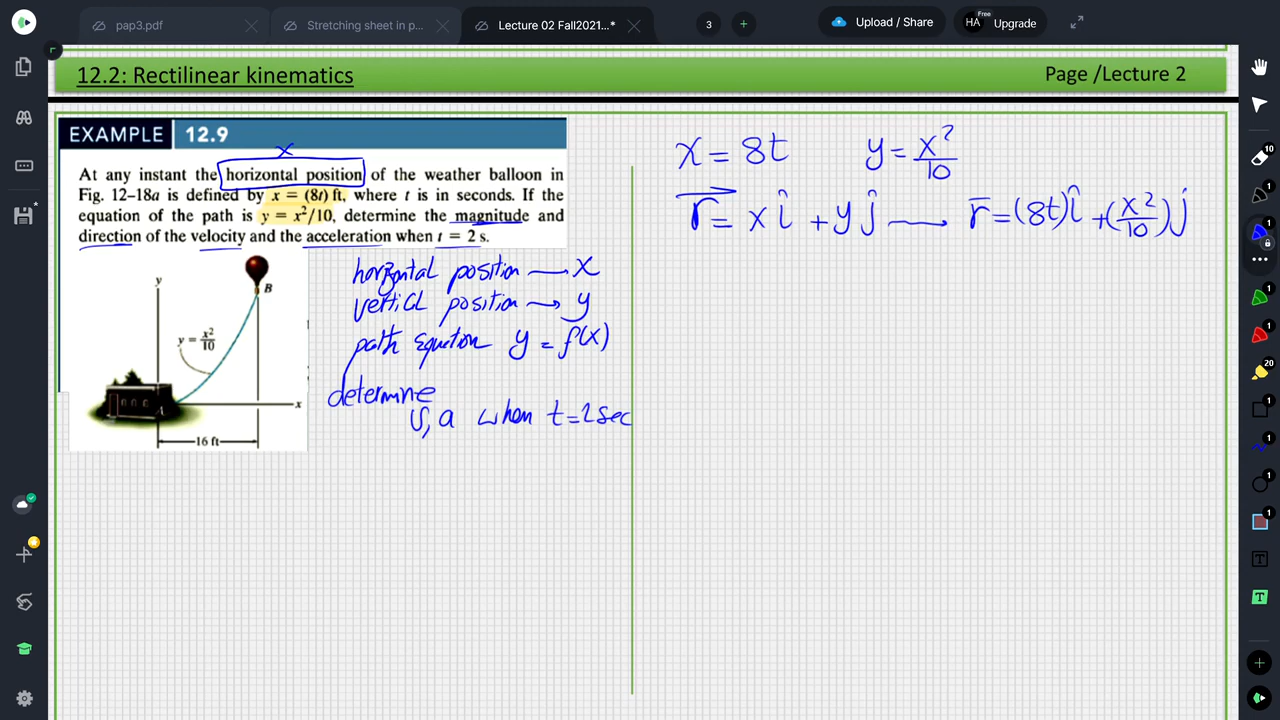 pap3.pdf
Stretching sheet in p...
Lecture 02 Fall2021...*
3
Upload / Share
HA
Free
Upgrade
12.2: Rectilinear kinematics
Page /Lecture 2
EXAMPLE 12.9
x
At any instant the horizontal position of the weather balloon in
Fig. 12–18a is defined by x = (8t) ft, where t is in seconds. If the
equation of the path is y = x²/10, determine the magnitude and
direction of the velocity and the acceleration when t = 2 s.
y
B
y = x²/10
A
x
16 ft
horizontal position — x
vertical position → y
path equation y = f(x)
determine
v, a when t = 2 sec
x = 8t y = x²/10
r = x î + y ĵ — r̄ = (8t) î + (x²/10) ĵ
10
1
1
1
1
20
1
1
1
1
T
T 1